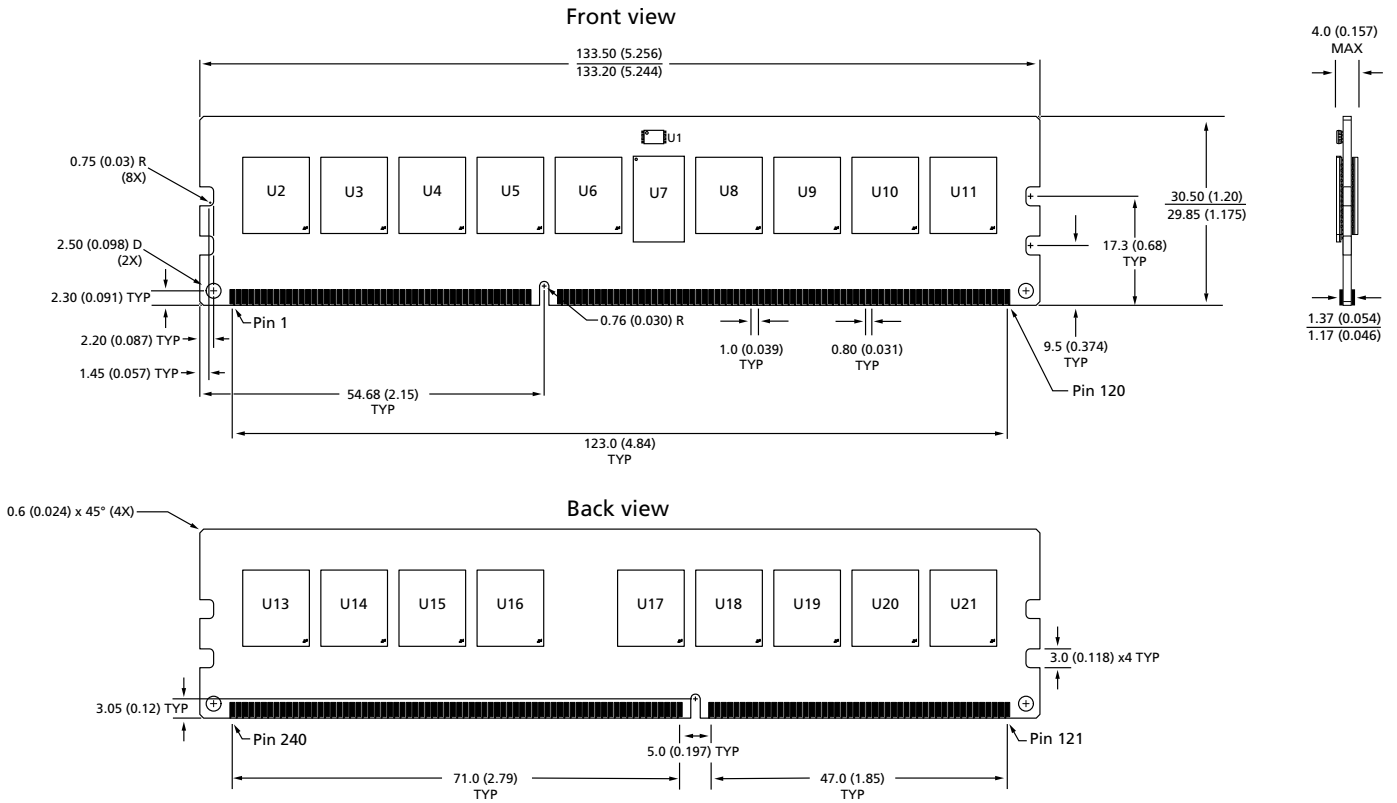 Front view
133.50 (5.256)
133.20 (5.244)
4.0 (0.157)
MAX
U1
0.75 (0.03) R
(8X)
U2
U3
U4
U5
U6
U7
U8
U9
U10
U11
30.50 (1.20)
29.85 (1.175)
17.3 (0.68)
TYP
2.50 (0.098) D
(2X)
2.30 (0.091) TYP
Pin 1
0.76 (0.030) R
2.20 (0.087) TYP
1.45 (0.057) TYP
1.0 (0.039)
TYP
0.80 (0.031)
TYP
9.5 (0.374)
TYP
1.37 (0.054)
1.17 (0.046)
Pin 120
54.68 (2.15)
TYP
123.0 (4.84)
TYP
Back view
0.6 (0.024) x 45° (4X)
U13
U14
U15
U16
U17
U18
U19
U20
U21
3.0 (0.118) x4 TYP
3.05 (0.12) TYP
Pin 240
5.0 (0.197) TYP
Pin 121
71.0 (2.79)
TYP
47.0 (1.85)
TYP